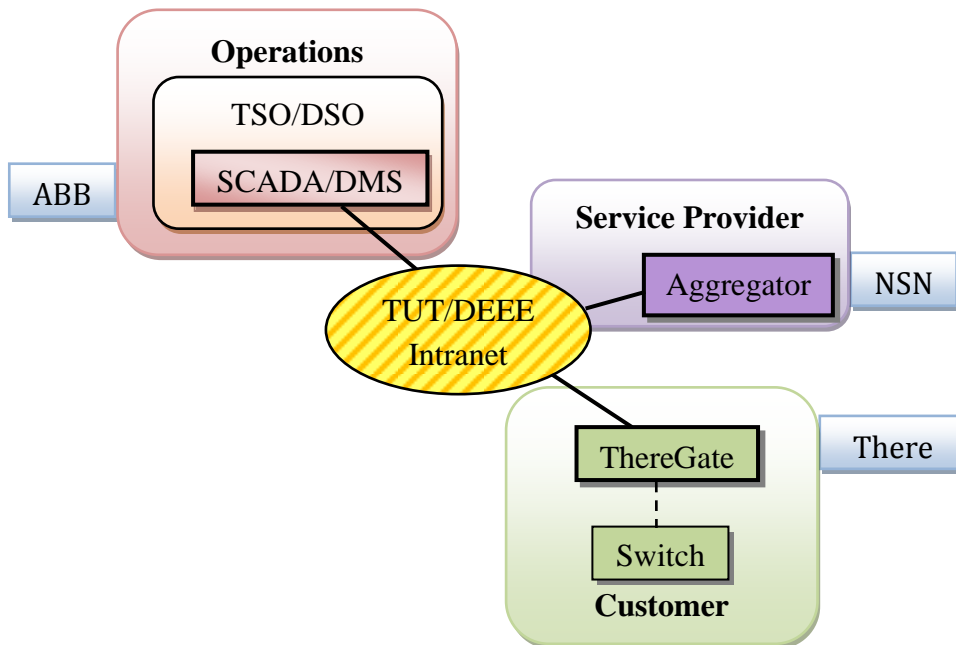 Operations
TSO/DSO
SCADA/DMS
ABB
Service Provider
Aggregator
NSN
TUT/DEEE
Intranet
ThereGate
There
Switch
Customer